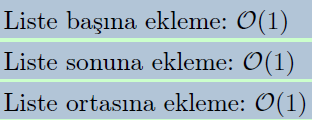 Liste başına ekleme: 𝒪(1)
Liste sonuna ekleme: 𝒪(1)
Liste ortasına ekleme: 𝒪(1)